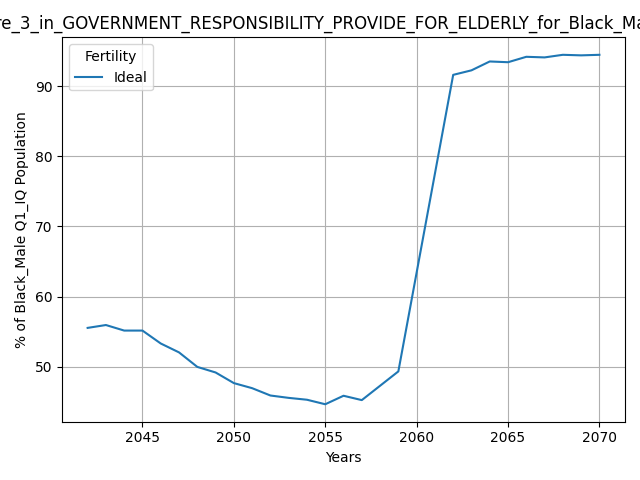 re_3_in_GOVERNMENT_RESPONSIBILITY_PROVIDE_FOR_ELDERLY_for_Black_Ma
Fertility
Ideal
% of Black_Male Q1_IQ Population
90
80
70
60
50
2045 2050 2055 2060 2065 2070
Years